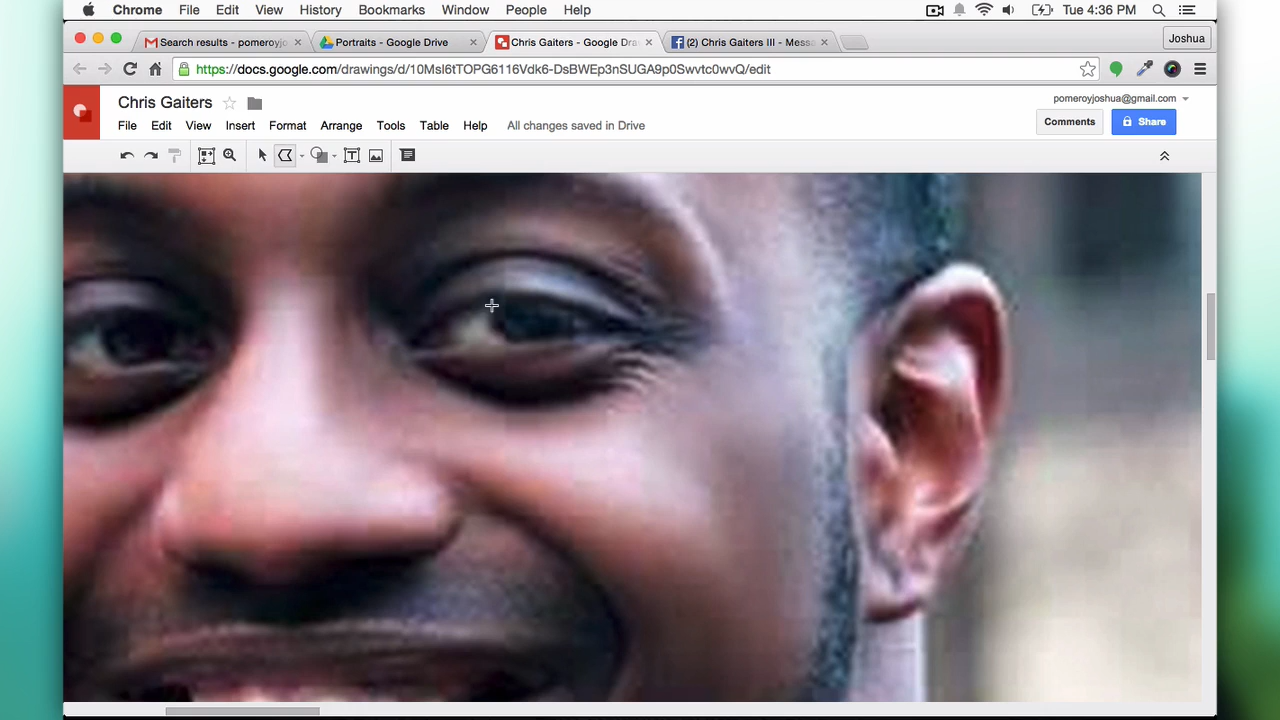 Chrome File Edit View History Bookmarks Window People Help Tue 4:36 PM
Search results - pomeroyjo Portraits - Google Drive Chris Gaiters - Google Dra (2) Chris Gaiters III - Messa Joshua
https://docs.google.com/drawings/d/10Msl6tTOPG6116Vdk6-DsBWEp3nSUGA9p0Swvtc0wvQ/edit
Chris Gaiters pomeroyjoshua@gmail.com
File Edit View Insert Format Arrange Tools Table Help All changes saved in Drive Comments Share